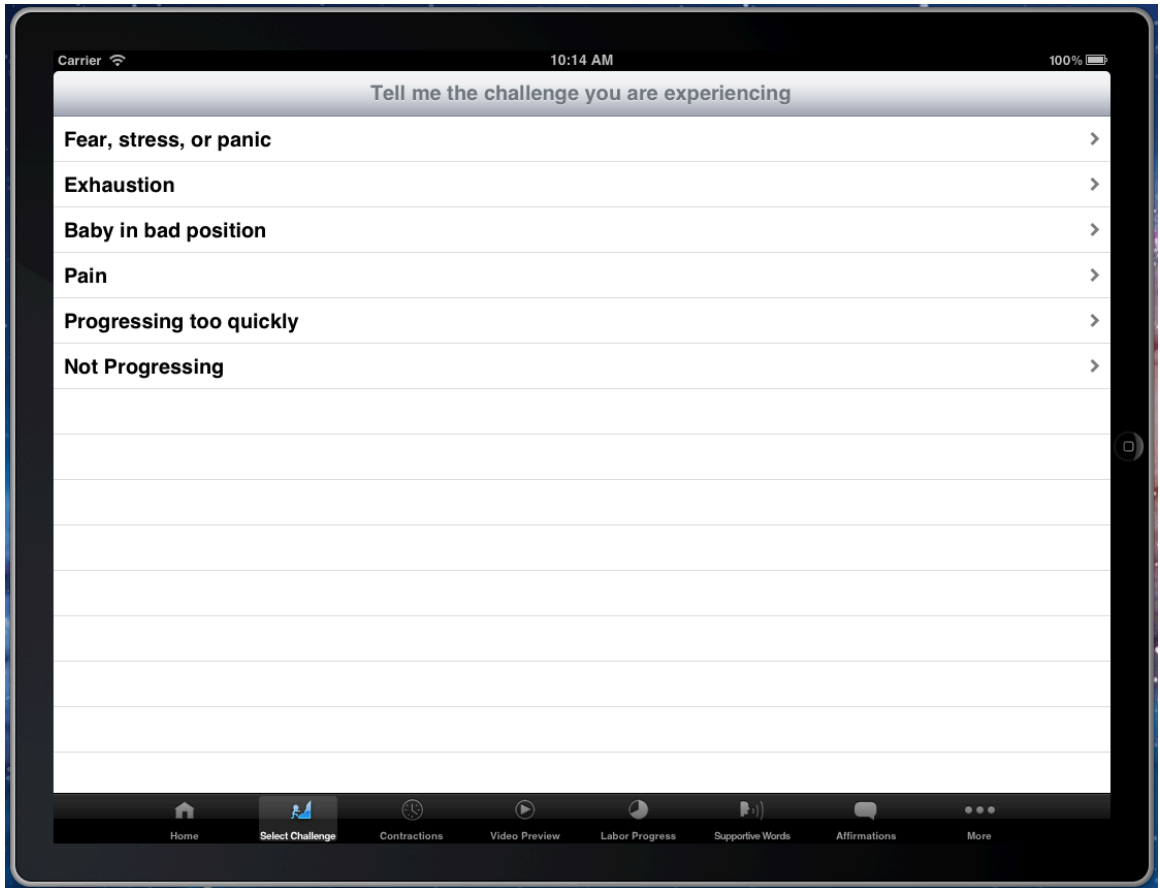 Carrier 10:14 AM 100%
Tell me the challenge you are experiencing
Fear, stress, or panic
Exhaustion
Baby in bad position
Pain
Progressing too quickly
Not Progressing
Home Select Challenge Contractions Video Preview Labor Progress Supportive Words Affirmations More